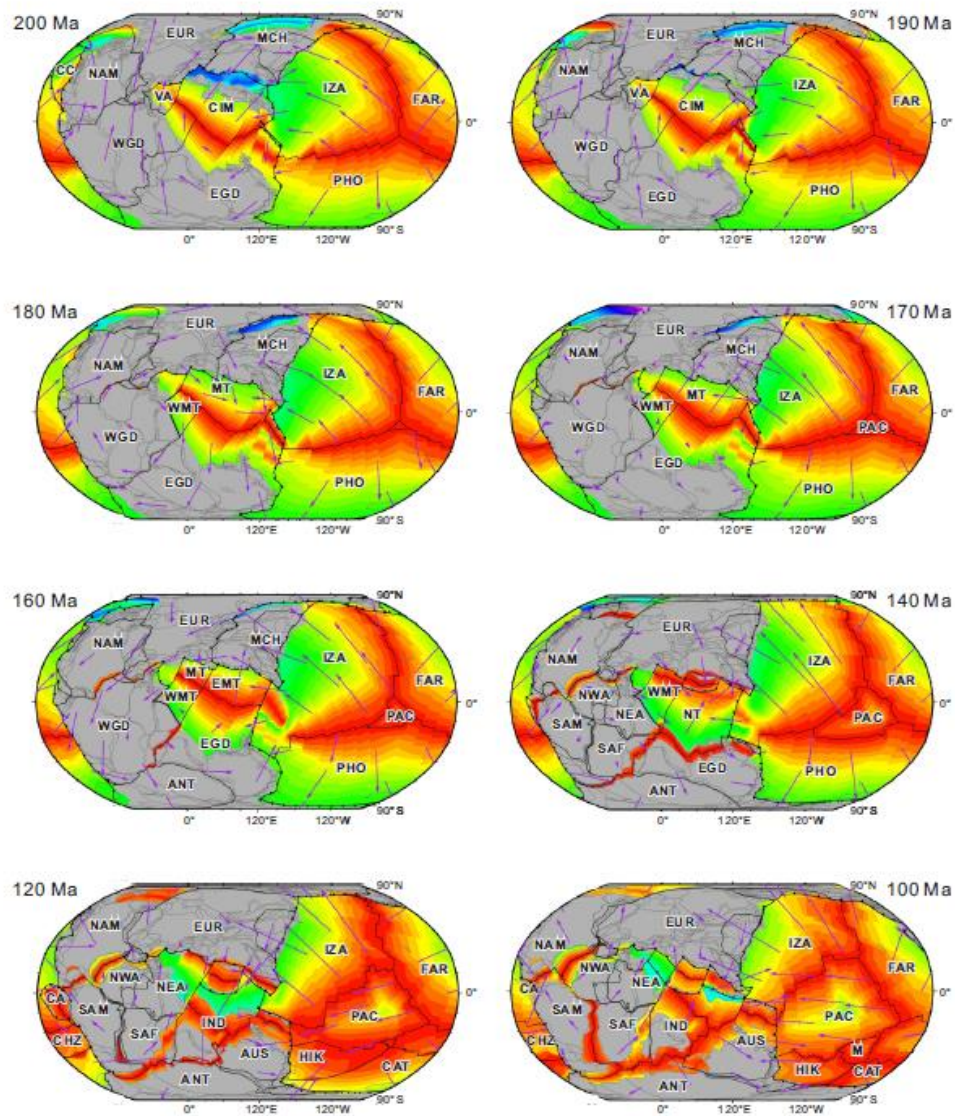 200 Ma
90°N
EUR
MCH
CC
NAM
IZA
VA
CIM
FAR
0°
WGD
PHO
EGD
0°
120°E
120°W
90°S
90°N
190 Ma
EUR
MCH
NAM
IZA
VA
CIM
FAR
0°
WGD
PHO
EGD
0°
120°E
120°W
90°S
180 Ma
90°N
EUR
MCH
NAM
IZA
MT
FAR
WMT
0°
WGD
EGD
PHO
0°
120°E
120°W
90°S
90°N
170 Ma
EUR
MCH
NAM
IZA
MT
FAR
WMT
0°
PAC
WGD
EGD
PHO
0°
120°E
120°W
90°S
160 Ma
90°N
EUR
MCH
NAM
IZA
MT
EMT
FAR
WMT
0°
PAC
WGD
EGD
PHO
ANT
0°
120°E
120°W
90°S
90°N
140 Ma
EUR
NAM
IZA
FAR
NWA
WMT
0°
PAC
SAM
NEA
NT
SAF
EGD
PHO
ANT
0°
120°E
120°W
90°S
120 Ma
90°N
EUR
NAM
IZA
NWA
FAR
NEA
0°
CA
SAM
PAC
IND
SAF
CHZ
AUS
HIK
CAT
ANT
0°
120°E
120°W
90°S
90°N
100 Ma
EUR
NAM
IZA
NWA
FAR
NEA
0°
CA
SAM
PAC
IND
SAF
AUS
CHZ
M
HIK
CAT
ANT
0°
120°E
120°W
90°S